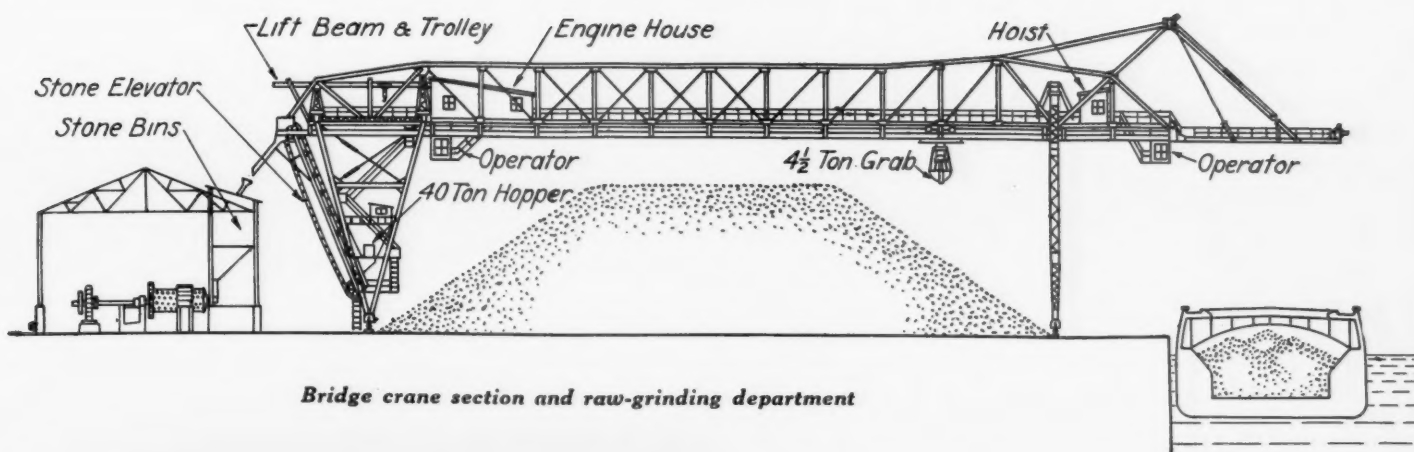 Lift Beam & Trolley
Engine House
Hoist
Stone Elevator
Stone Bins
Operator
4½ Ton Grab
Operator
40 Ton Hopper
Bridge crane section and raw-grinding department